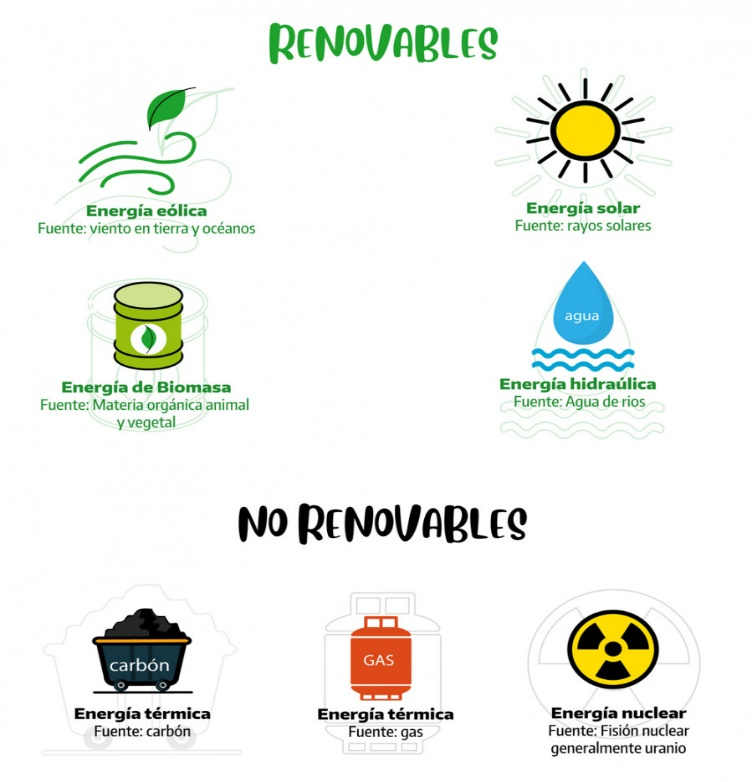 RENOVABLES
Energía eólica
Fuente: viento en tierra y océanos
Energía solar
Fuente: rayos solares
Energía de Biomasa
Fuente: Materia orgánica animal
y vegetal
agua
Energía hidraúlica
Fuente: Agua de rios
NO RENOVABLES
carbón
Energía térmica
Fuente: carbón
GAS
Energía térmica
Fuente: gas
Energía nuclear
Fuente: Fisión nuclear
generalmente uranio